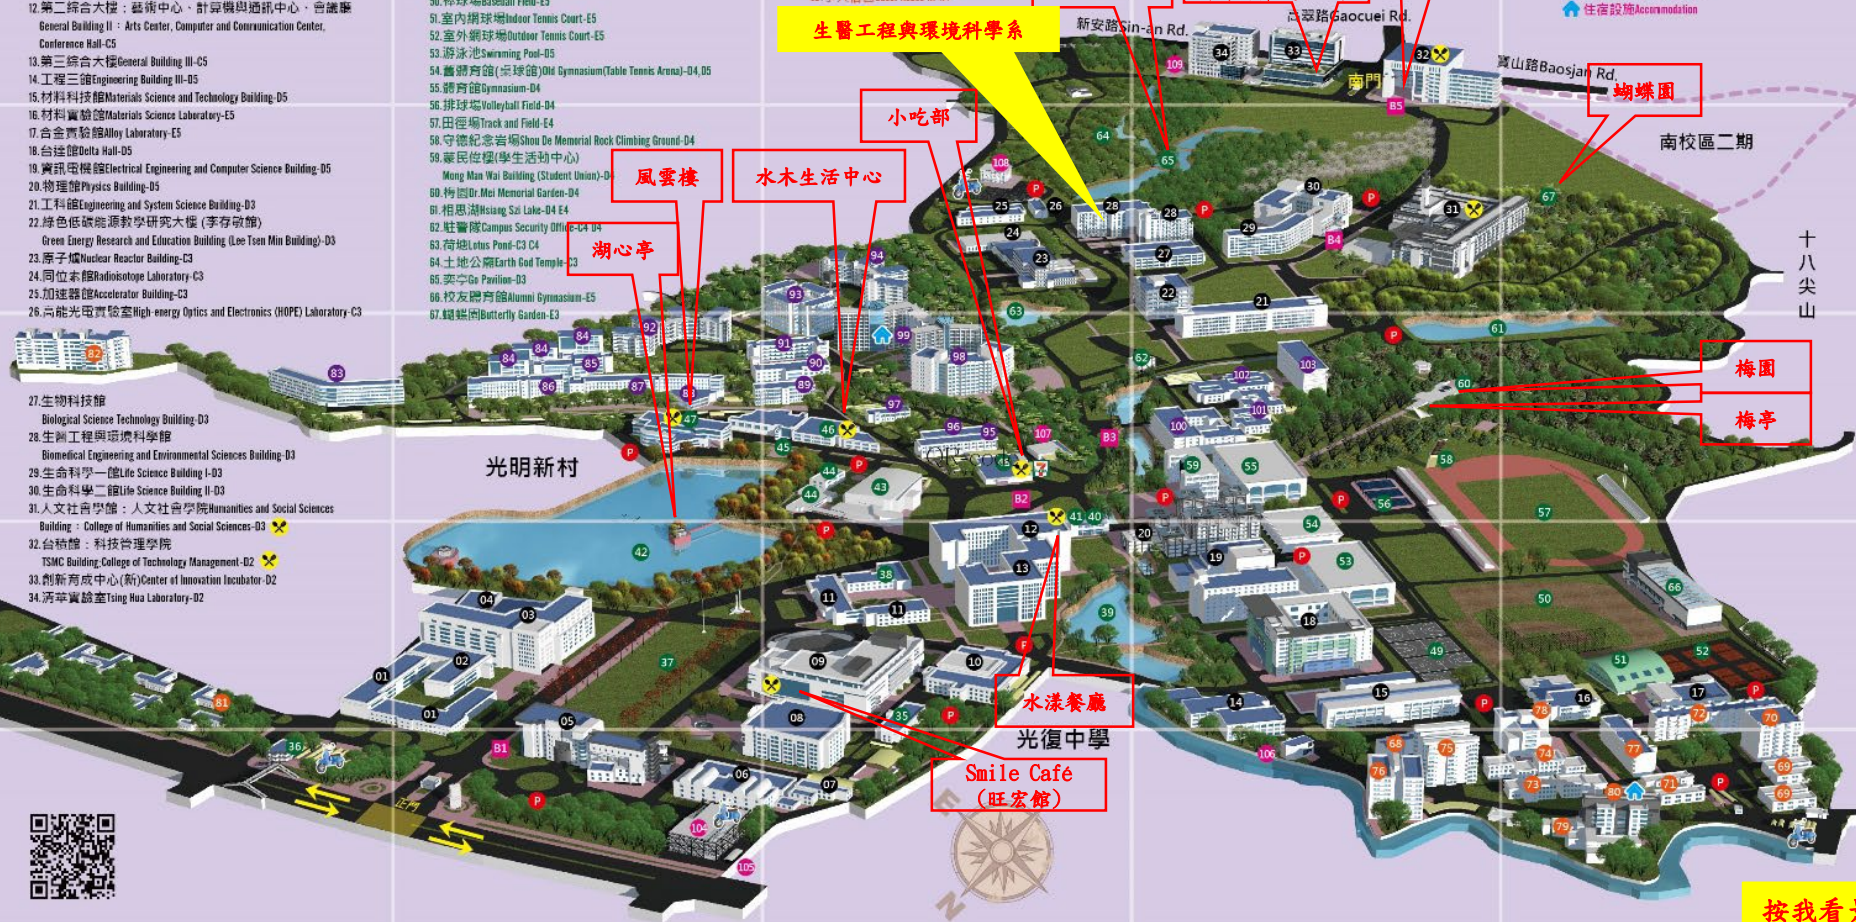 12.第二綜合大樓：藝術中心、計算機與通訊中心、會議廳
General Building II：Arts Center, Computer and Communication Center,
Conference Hall-C5
13.第三綜合大樓General Building III-C5
14.工程三館Engineering Building III-D5
15.材料科技館Materials Science and Technology Building-D5
16.材料實驗館Materials Science Laboratory-E5
17.合金實驗館Alloy Laboratory-E5
18.台達館Delta Hall-D5
19.資訊電機館Electrical Engineering and Computer Science Building-D5
20.物理館Physics Building-D5
21.工科館Engineering and System Science Building-D3
22.綠色低碳能源教學研究大樓 (李存敏館)
Green Energy Research and Education Building (Lee Tsen Min Building)-D3
23.原子爐Nuclear Reactor Building-C3
24.同位素館Radioisotope Laboratory-C3
25.加速器館Accelerator Building-C3
26.高能光電實驗室High-energy Optics and Electronics (HOPE) Laboratory-C3
27.生物科技館
Biological Science Technology Building-D3
28.生醫工程與環境科學館
Biomedical Engineering and Environmental Sciences Building-D3
29.生命科學一館Life Science Building I-D3
30.生命科學二館Life Science Building II-D3
31.人文社會學館：人文社會學院Humanities and Social Sciences
Building：College of Humanities and Social Sciences-D3
32.台積館：科技管理學院
TSMC Building;College of Technology Management-D2
33.創新育成中心(新)Center of Innovation Incubator-D2
34.清華實驗室Tsing Hua Laboratory-D2
50.棒球場Baseball Field-E5
51.室內網球場Indoor Tennis Court-E5
52.室外網球場Outdoor Tennis Court-E5
53.游泳池Swimming Pool-D5
54.舊體育館(桌球館)Old Gymnasium(Table Tennis Arena)-D4,D5
55.體育館Gymnasium-D4
56.排球場Volleyball Field-D4
57.田徑場Track and Field-E4
58.守德紀念岩場Shou De Memorial Rock Climbing Ground-D4
59.蒙民偉樓(學生活動中心)
Mong Man Wai Building (Student Union)-D4
60.梅園Dr.Mei Memorial Garden-D4
61.相思湖Hsiang Szi Lake-D4 E4
62.駐警隊Campus Security Office-C4 D4
63.荷塘Lotus Pond-C3 C4
64.土地公廟Earth God Temple-C3
65.奕亭Go Pavilion-D3
66.校友體育館Alumni Gymnasium-E5
67.蝴蝶園Butterfly Garden-E3
住宿設施Accommodation
生醫工程與環境科學系
新安路Sin-an Rd.
高翠路Gaocuei Rd.
寶山路Baosjan Rd.
南門
蝴蝶園
南校區二期
十八尖山
小吃部
風雲樓
水木生活中心
湖心亭
梅園
梅亭
光明新村
水漾餐廳
光復中學
Smile Café
(旺宏館)
正門
E
N
按我看